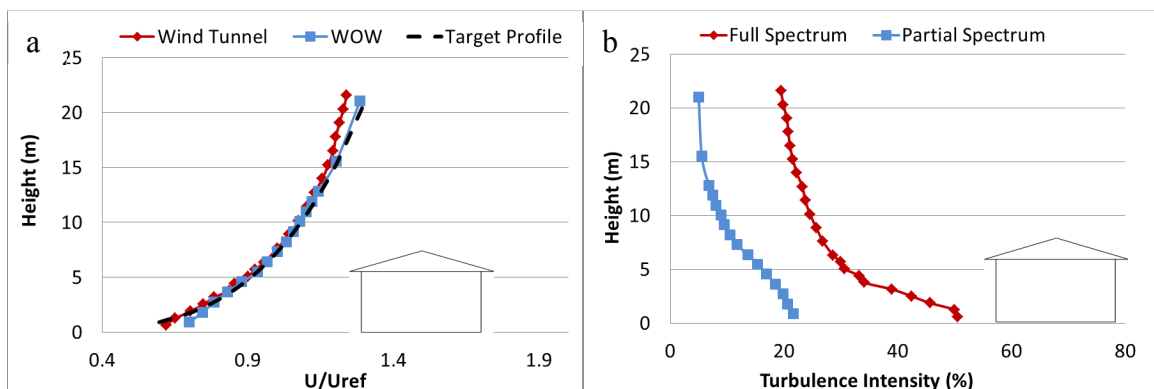 a
Wind Tunnel WOW Target Profile
25
20
15
10
5
0
Height (m)
0.4 0.9 1.4 1.9
U/Uref
b
Full Spectrum Partial Spectrum
25
20
15
10
5
0
Height (m)
0 20 40 60 80
Turbulence Intensity (%)